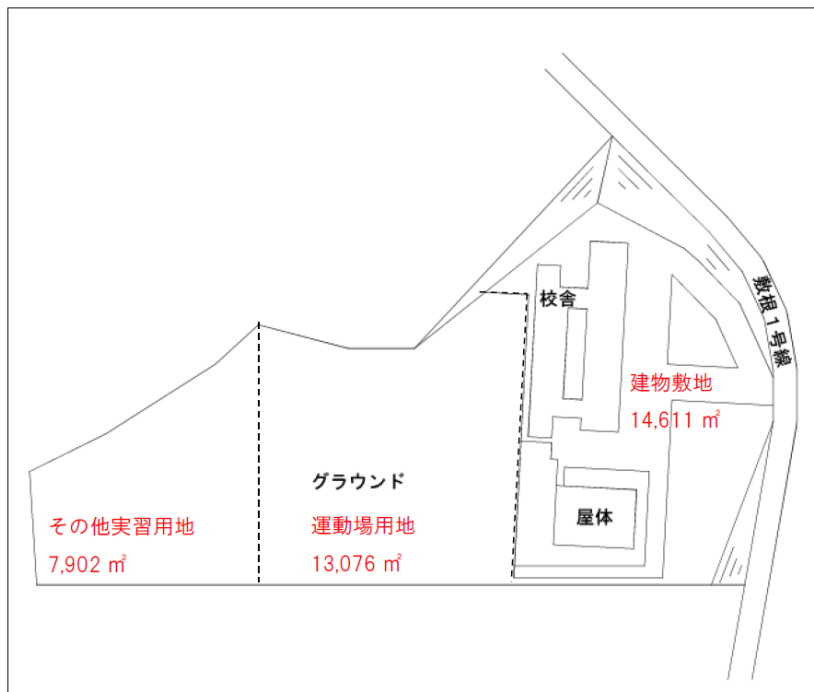 敷根１号線
校舎
建物敷地
14,611 ㎡
グラウンド
屋体
その他実習用地
7,902 ㎡
運動場用地
13,076 ㎡